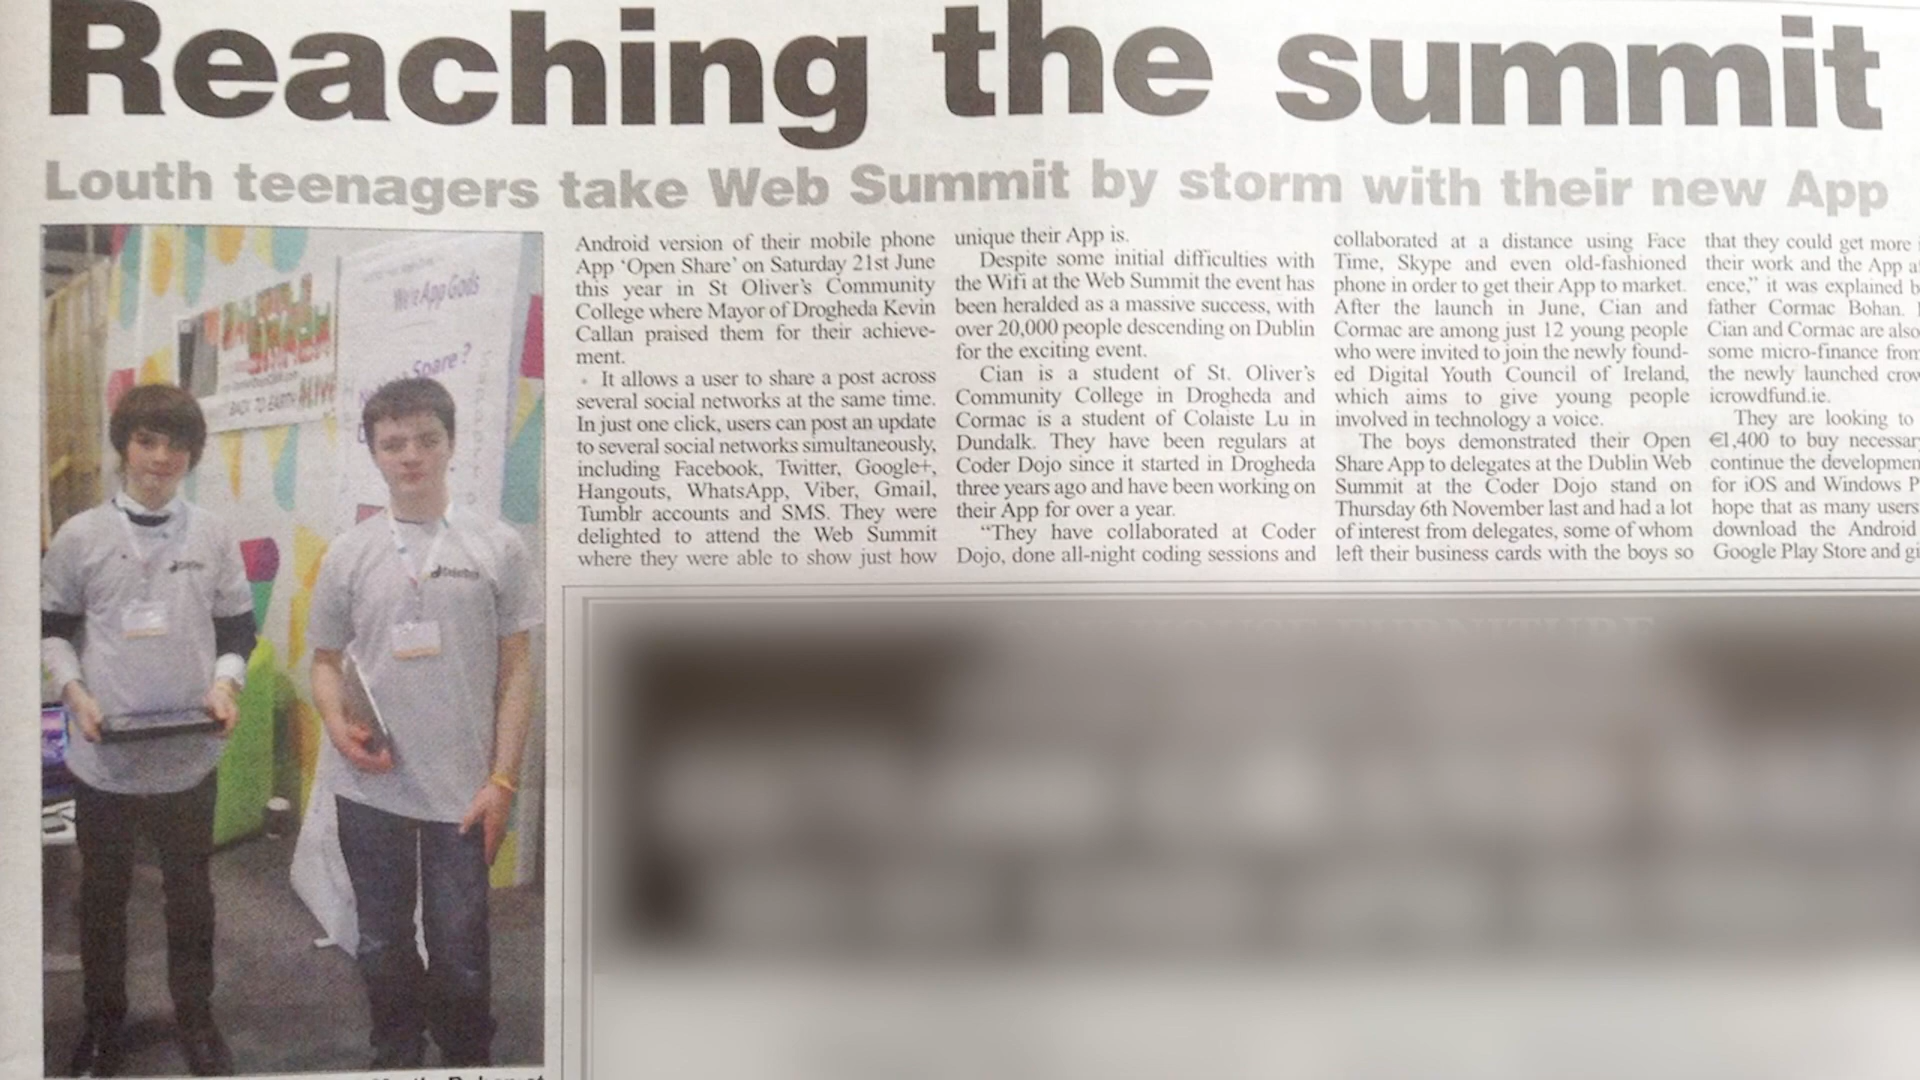 Reaching the summit
Louth teenagers take Web Summit by storm with their new App
We're App Gods
Spare?
BACK TO EARTH
ALIVE
Android version of their mobile phone
App ‘Open Share’ on Saturday 21st June
this year in St Oliver's Community
College where Mayor of Drogheda Kevin
Callan praised them for their achieve-
ment.
It allows a user to share a post across
several social networks at the same time.
In just one click, users can post an update
to several social networks simultaneously,
including Facebook, Twitter, Google+,
Hangouts, WhatsApp, Viber, Gmail,
Tumblr accounts and SMS. They were
delighted to attend the Web Summit
where they were able to show just how
unique their App is.
Despite some initial difficulties with
the Wifi at the Web Summit the event has
been heralded as a massive success, with
over 20,000 people descending on Dublin
for the exciting event.
Cian is a student of St. Oliver's
Community College in Drogheda and
Cormac is a student of Colaiste Lu in
Dundalk. They have been regulars at
Coder Dojo since it started in Drogheda
three years ago and have been working on
their App for over a year.
“They have collaborated at Coder
Dojo, done all-night coding sessions and
collaborated at a distance using Face
Time, Skype and even old-fashioned
phone in order to get their App to market.
After the launch in June, Cian and
Cormac are among just 12 young people
who were invited to join the newly found-
ed Digital Youth Council of Ireland,
which aims to give young people
involved in technology a voice.
The boys demonstrated their Open
Share App to delegates at the Dublin Web
Summit at the Coder Dojo stand on
Thursday 6th November last and had a lot
of interest from delegates, some of whom
left their business cards with the boys so
that they could get more
their work and the App
ence,” it was explained
father Cormac Bohan.
Cian and Cormac are also
some micro-finance from
the newly launched
icrowdfund.ie.
They are looking to
€1,400 to buy necessary
continue the
for iOS and Windows P
hope that as many users
download the Android
Google Play Store and